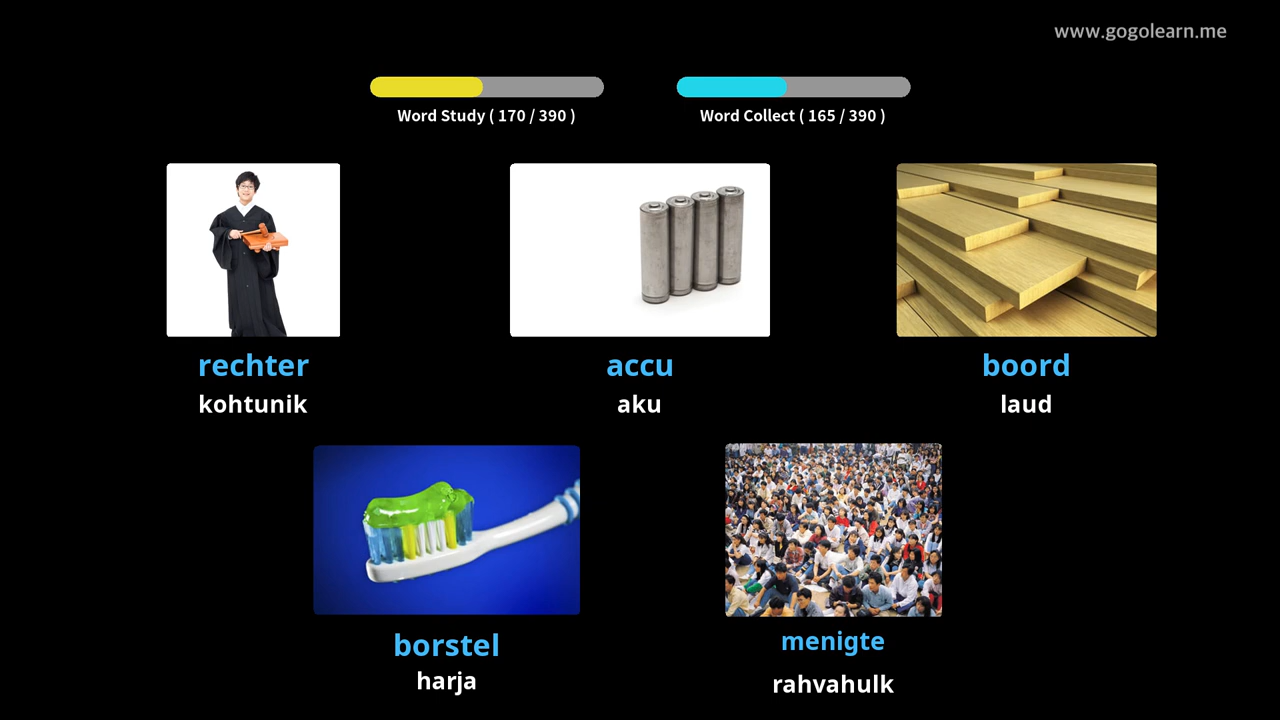 www.gogolearn.me
Word Study ( 170 / 390 )
Word Collect ( 165 / 390 )
rechter
kohtunik
accu
aku
boord
laud
borstel
harja
menigte
rahvahulk